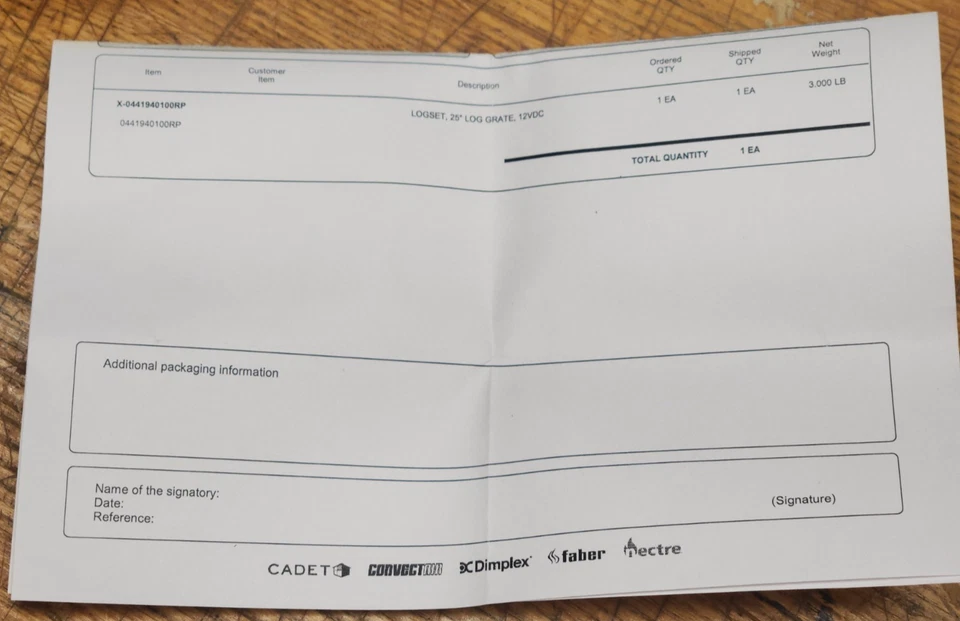 Item Customer Item Description Ordered QTY Shipped QTY Net Weight
X-0441940100RP LOGSET, 25" LOG GRATE, 12VDC 1 EA 1 EA 3.000 LB
0441940100RP
TOTAL QUANTITY 1 EA
Additional packaging information
Name of the signatory:
Date:
Reference:
(Signature)
CADET CONVECTAIR Dimplex faber nectre